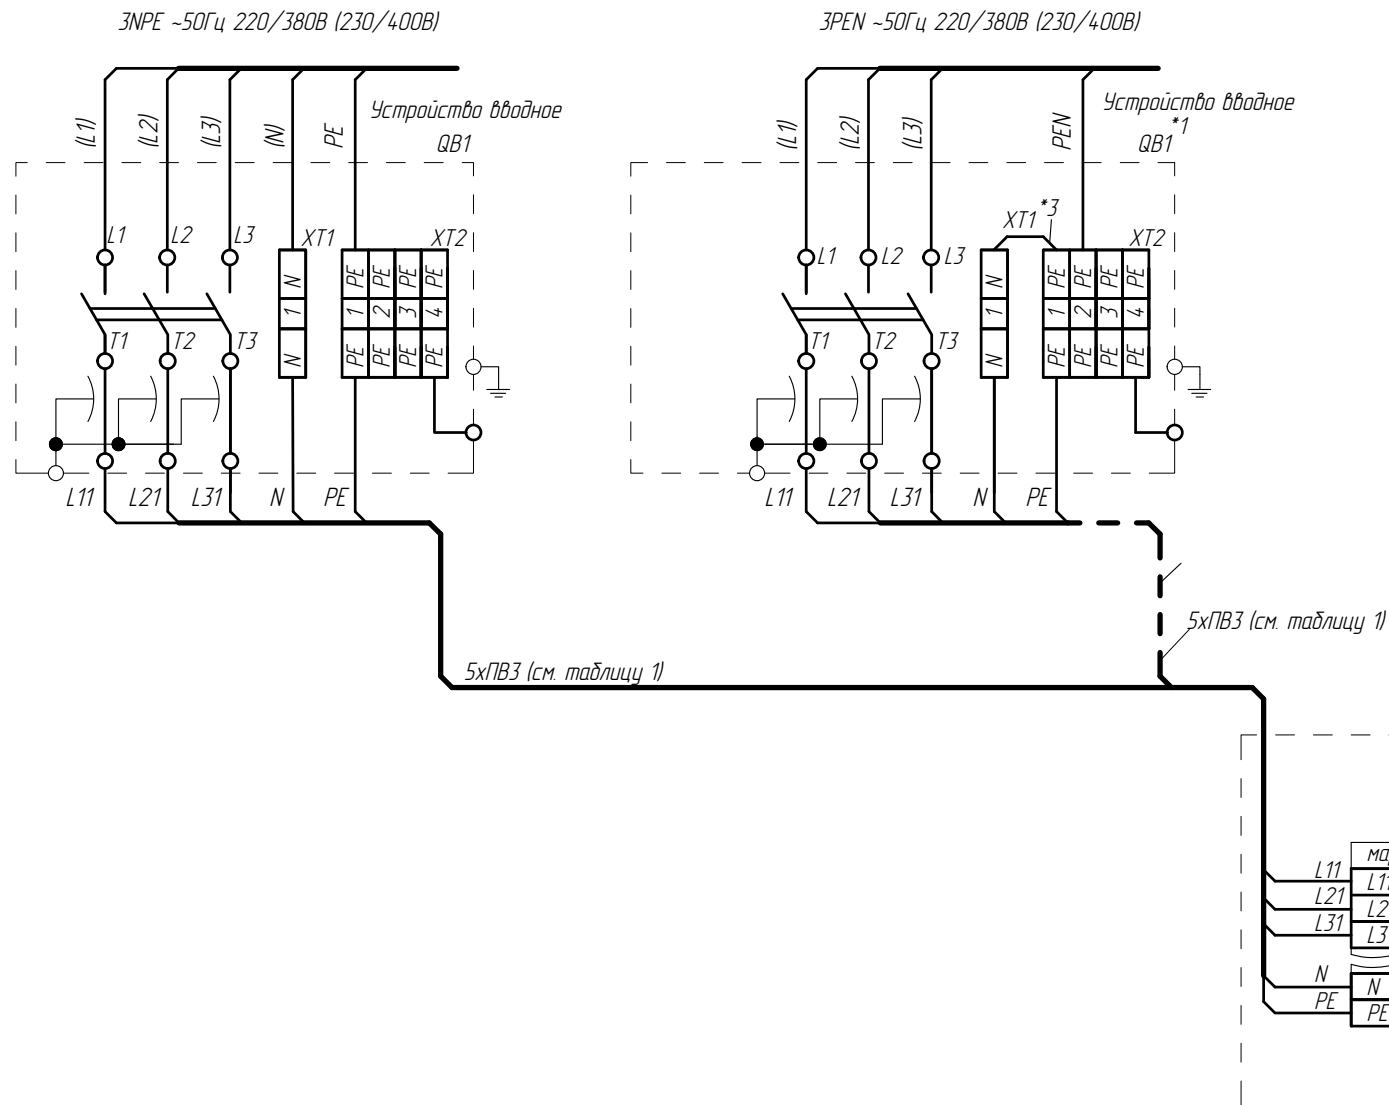 3NPE ~50Гц 220/380В (230/400В)
3PEN ~50Гц 220/380В (230/400В)
Устройство вводное
QB1
Устройство вводное
QB1 *1
(L1)
(L2)
(L3)
(N)
PE
(L1)
(L2)
(L3)
PEN
L1
L2
L3
XT1
XT2
L1
L2
L3
XT1 *3
XT2
N
PE
PE
PE
PE
1
1
2
3
4
N
PE
PE
PE
PE
N
PE
PE
PE
PE
1
1
2
3
4
N
PE
PE
PE
PE
T1
T2
T3
T1
T2
T3
L11
L21
L31
N
PE
L11
L21
L31
N
PE
5хПВ3 (см. таблицу 1)
5хПВ3 (см. таблицу 1)
L11
L21
L31
N
N
PE
PE